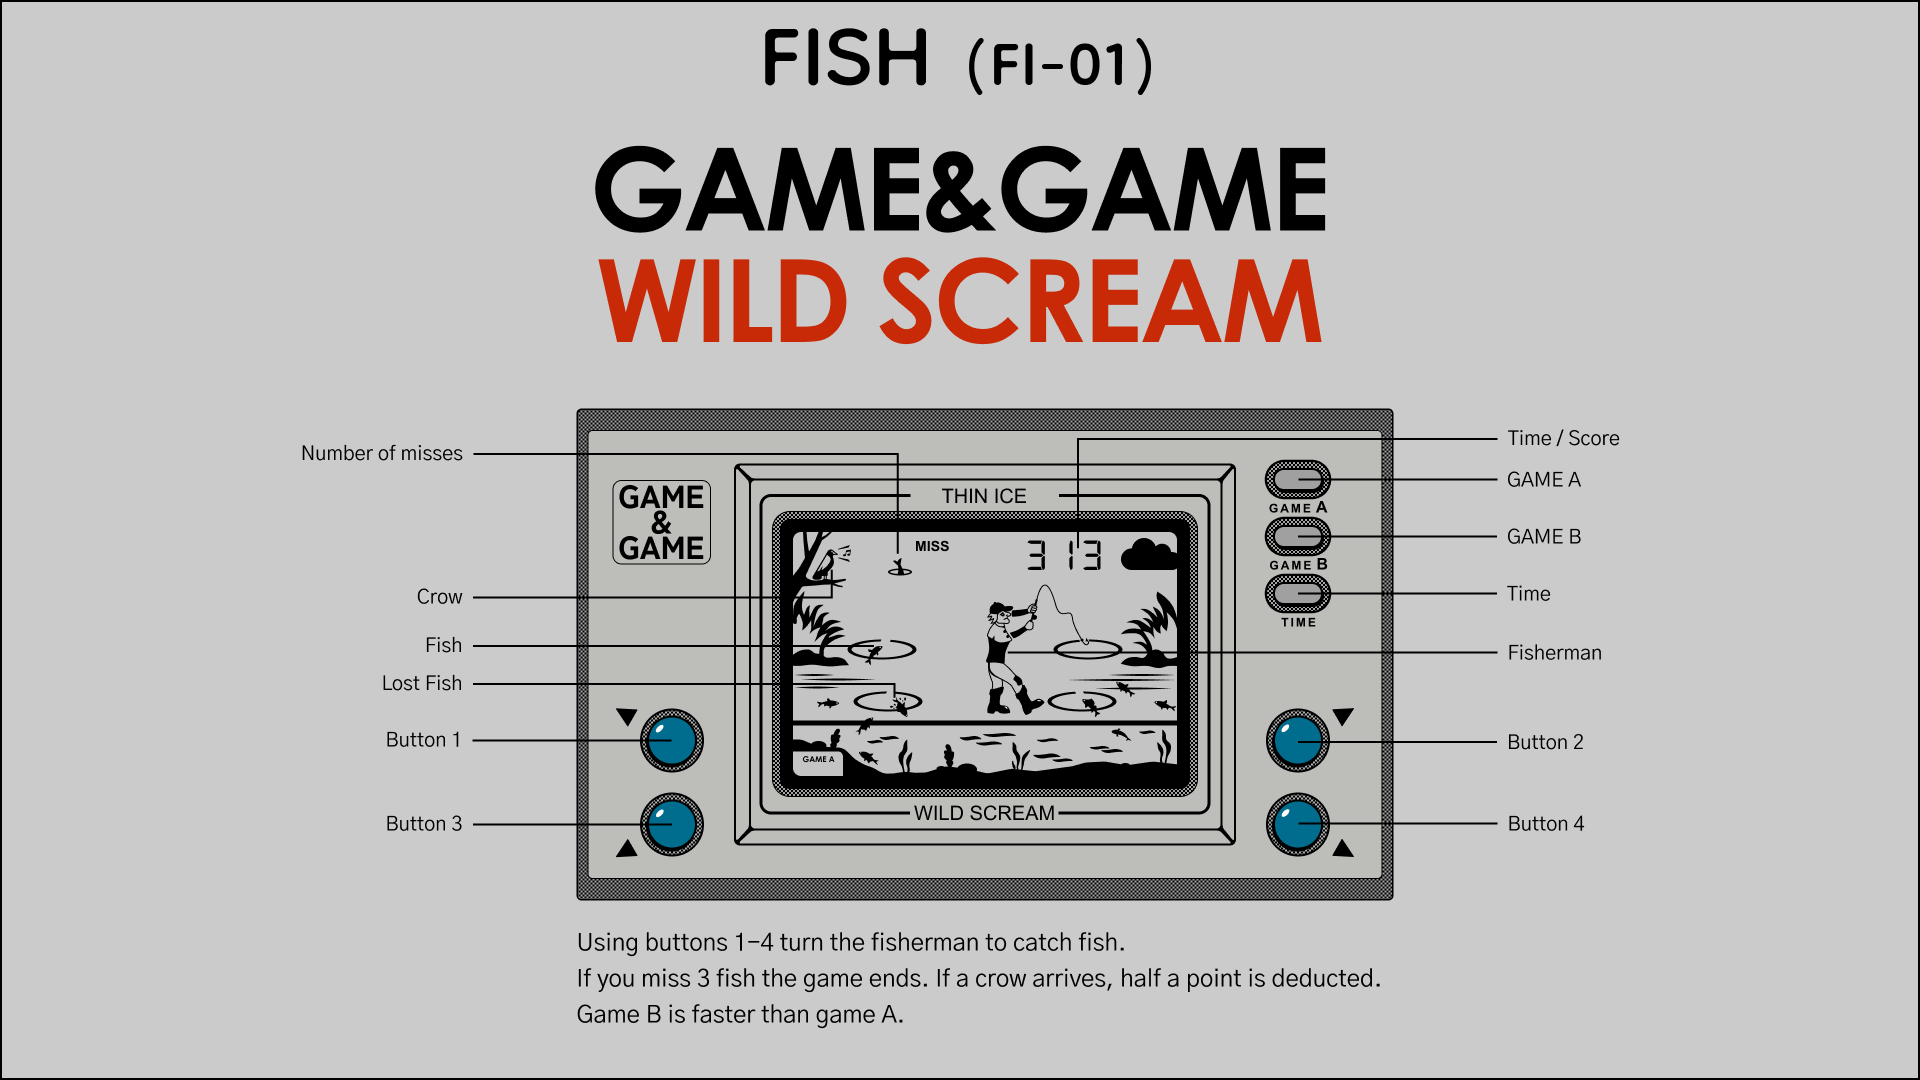 FISH (FI-01)
GAME&GAME
WILD SCREAM
Number of misses
Time / Score
GAME A
GAME B
Time
Crow
Fish
Lost Fish
Fisherman
Button 1
Button 2
Button 3
Button 4
GAME
&
GAME
THIN ICE
MISS
313
GAME A
WILD SCREAM
GAME A
GAME B
TIME
Using buttons 1-4 turn the fisherman to catch fish.
If you miss 3 fish the game ends. If a crow arrives, half a point is deducted.
Game B is faster than game A.